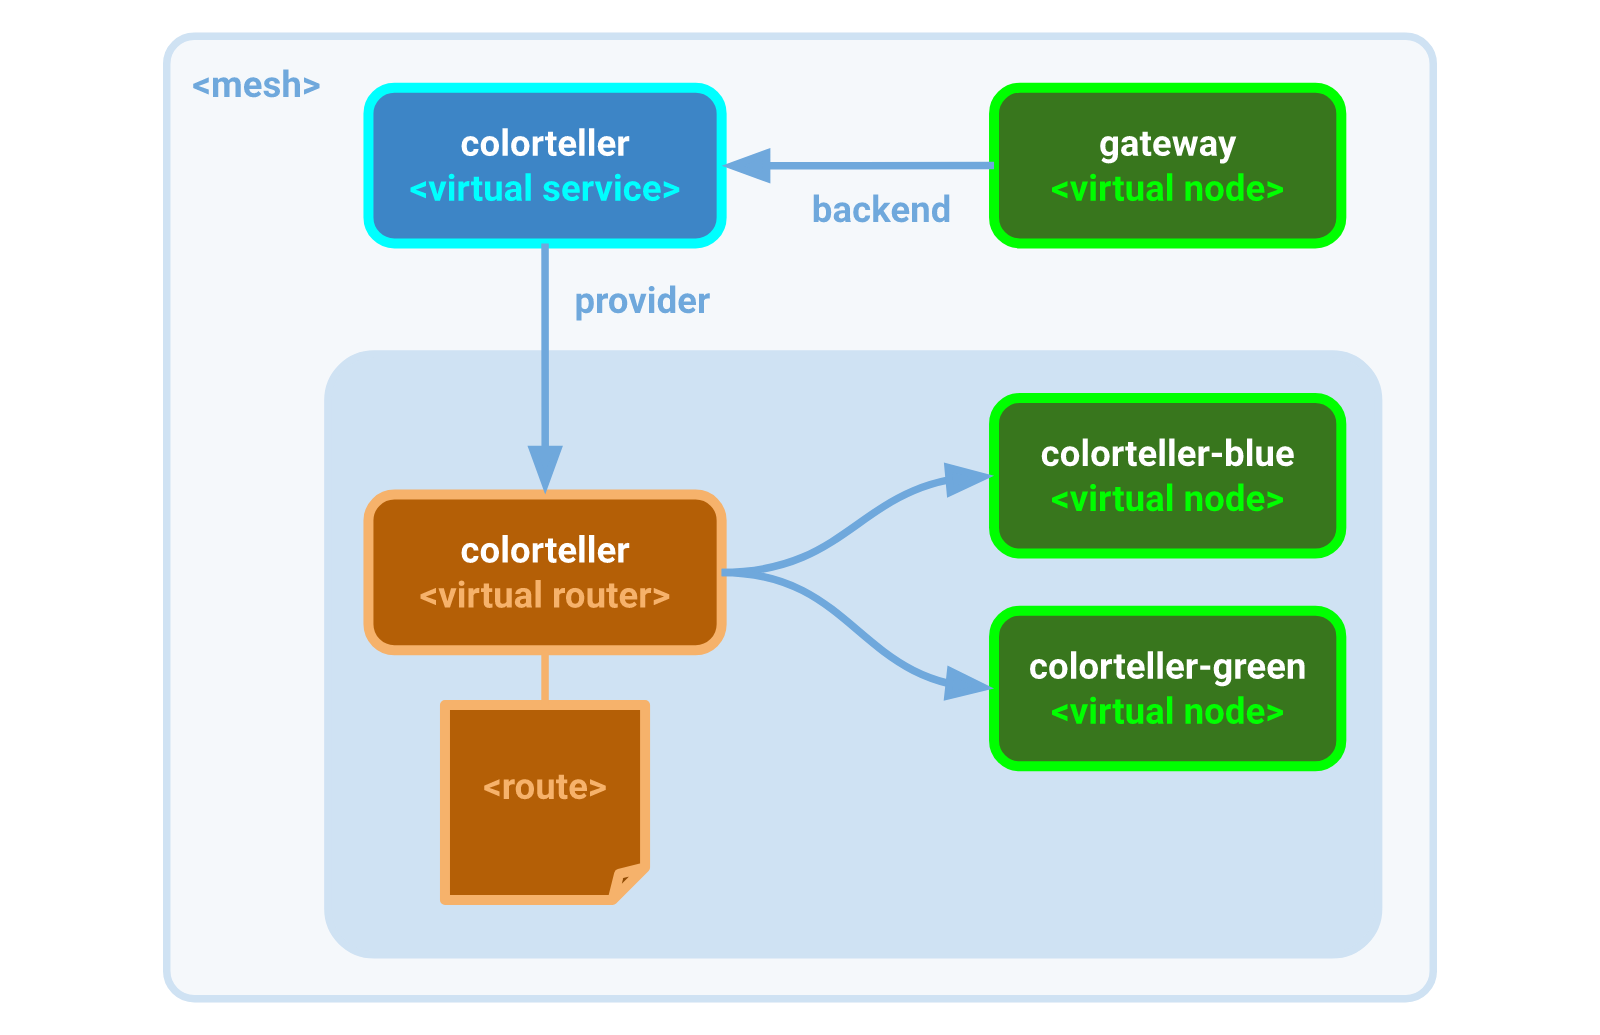 <mesh>
colorteller
<virtual service>
gateway
<virtual node>
backend
provider
colorteller-blue
<virtual node>
colorteller
<virtual router>
colorteller-green
<virtual node>
<route>